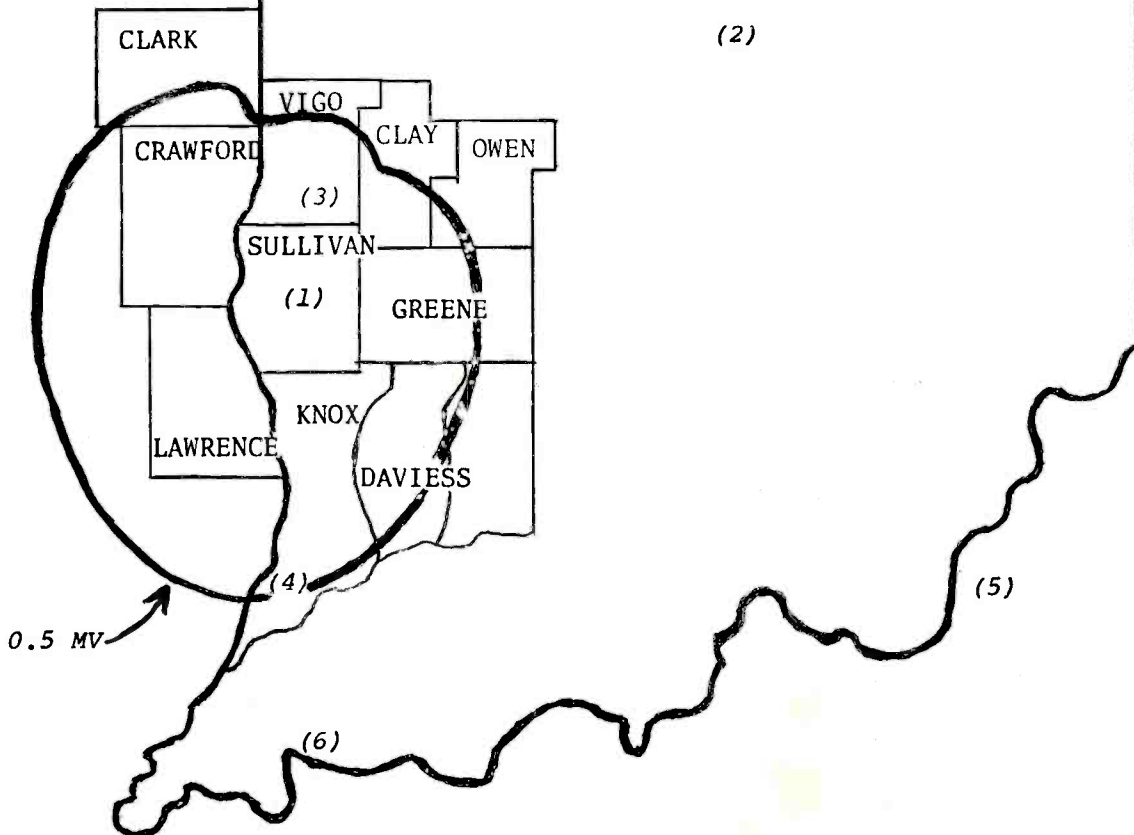 (2)
CLARK
VIGO
CLAY
OWEN
CRAWFORD
(3)
SULLIVAN
(1)
GREENE
KNOX
LAWRENCE
DAVIESS
(4)
(5)
0.5 MV
(6)